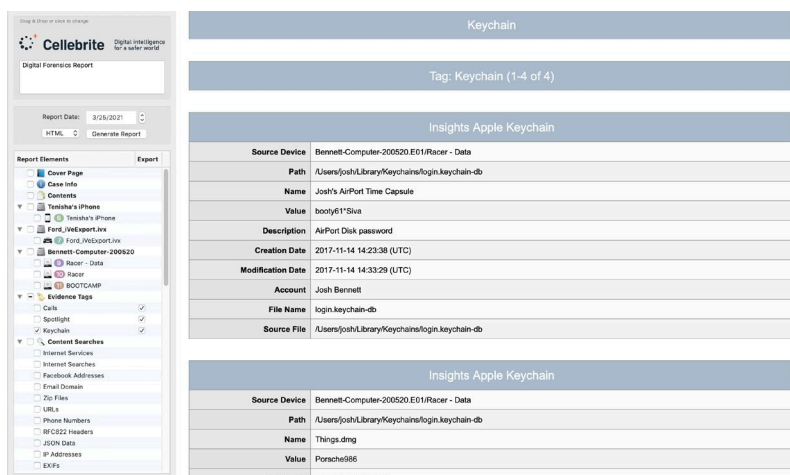 Drag & Drop or click to change
Cellebrite
Digital intelligence
for a safer world
Digital Forensics Report
Report Date: 3/25/2021
HTML Generate Report
Report Elements Export
Cover Page
Case Info
Contents
Tenisha's iPhone
6 Tenisha's iPhone
Ford_iVeExport.ivx
7 Ford_iVeExport.ivx
Bennett-Computer-200520
9 Racer - Data
10 Racer
11 BOOTCAMP
Evidence Tags
Calls
Spotlight
Keychain
Content Searches
Internet Services
Internet Searches
Facebook Addresses
Email Domain
Zip Files
URLs
Phone Numbers
RFC822 Headers
JSON Data
IP Addresses
EXIFs
Keychain
Tag: Keychain (1-4 of 4)
Insights Apple Keychain
Source Device Bennett-Computer-200520.E01/Racer - Data
Path /Users/josh/Library/Keychains/login.keychain-db
Name Josh's AirPort Time Capsule
Value booty61*Siva
Description AirPort Disk password
Creation Date 2017-11-14 14:23:38 (UTC)
Modification Date 2017-11-14 14:33:29 (UTC)
Account Josh Bennett
File Name login.keychain-db
Source File /Users/josh/Library/Keychains/login.keychain-db
Insights Apple Keychain
Source Device Bennett-Computer-200520.E01/Racer - Data
Path /Users/josh/Library/Keychains/login.keychain-db
Name Things.dmg
Value Porsche986